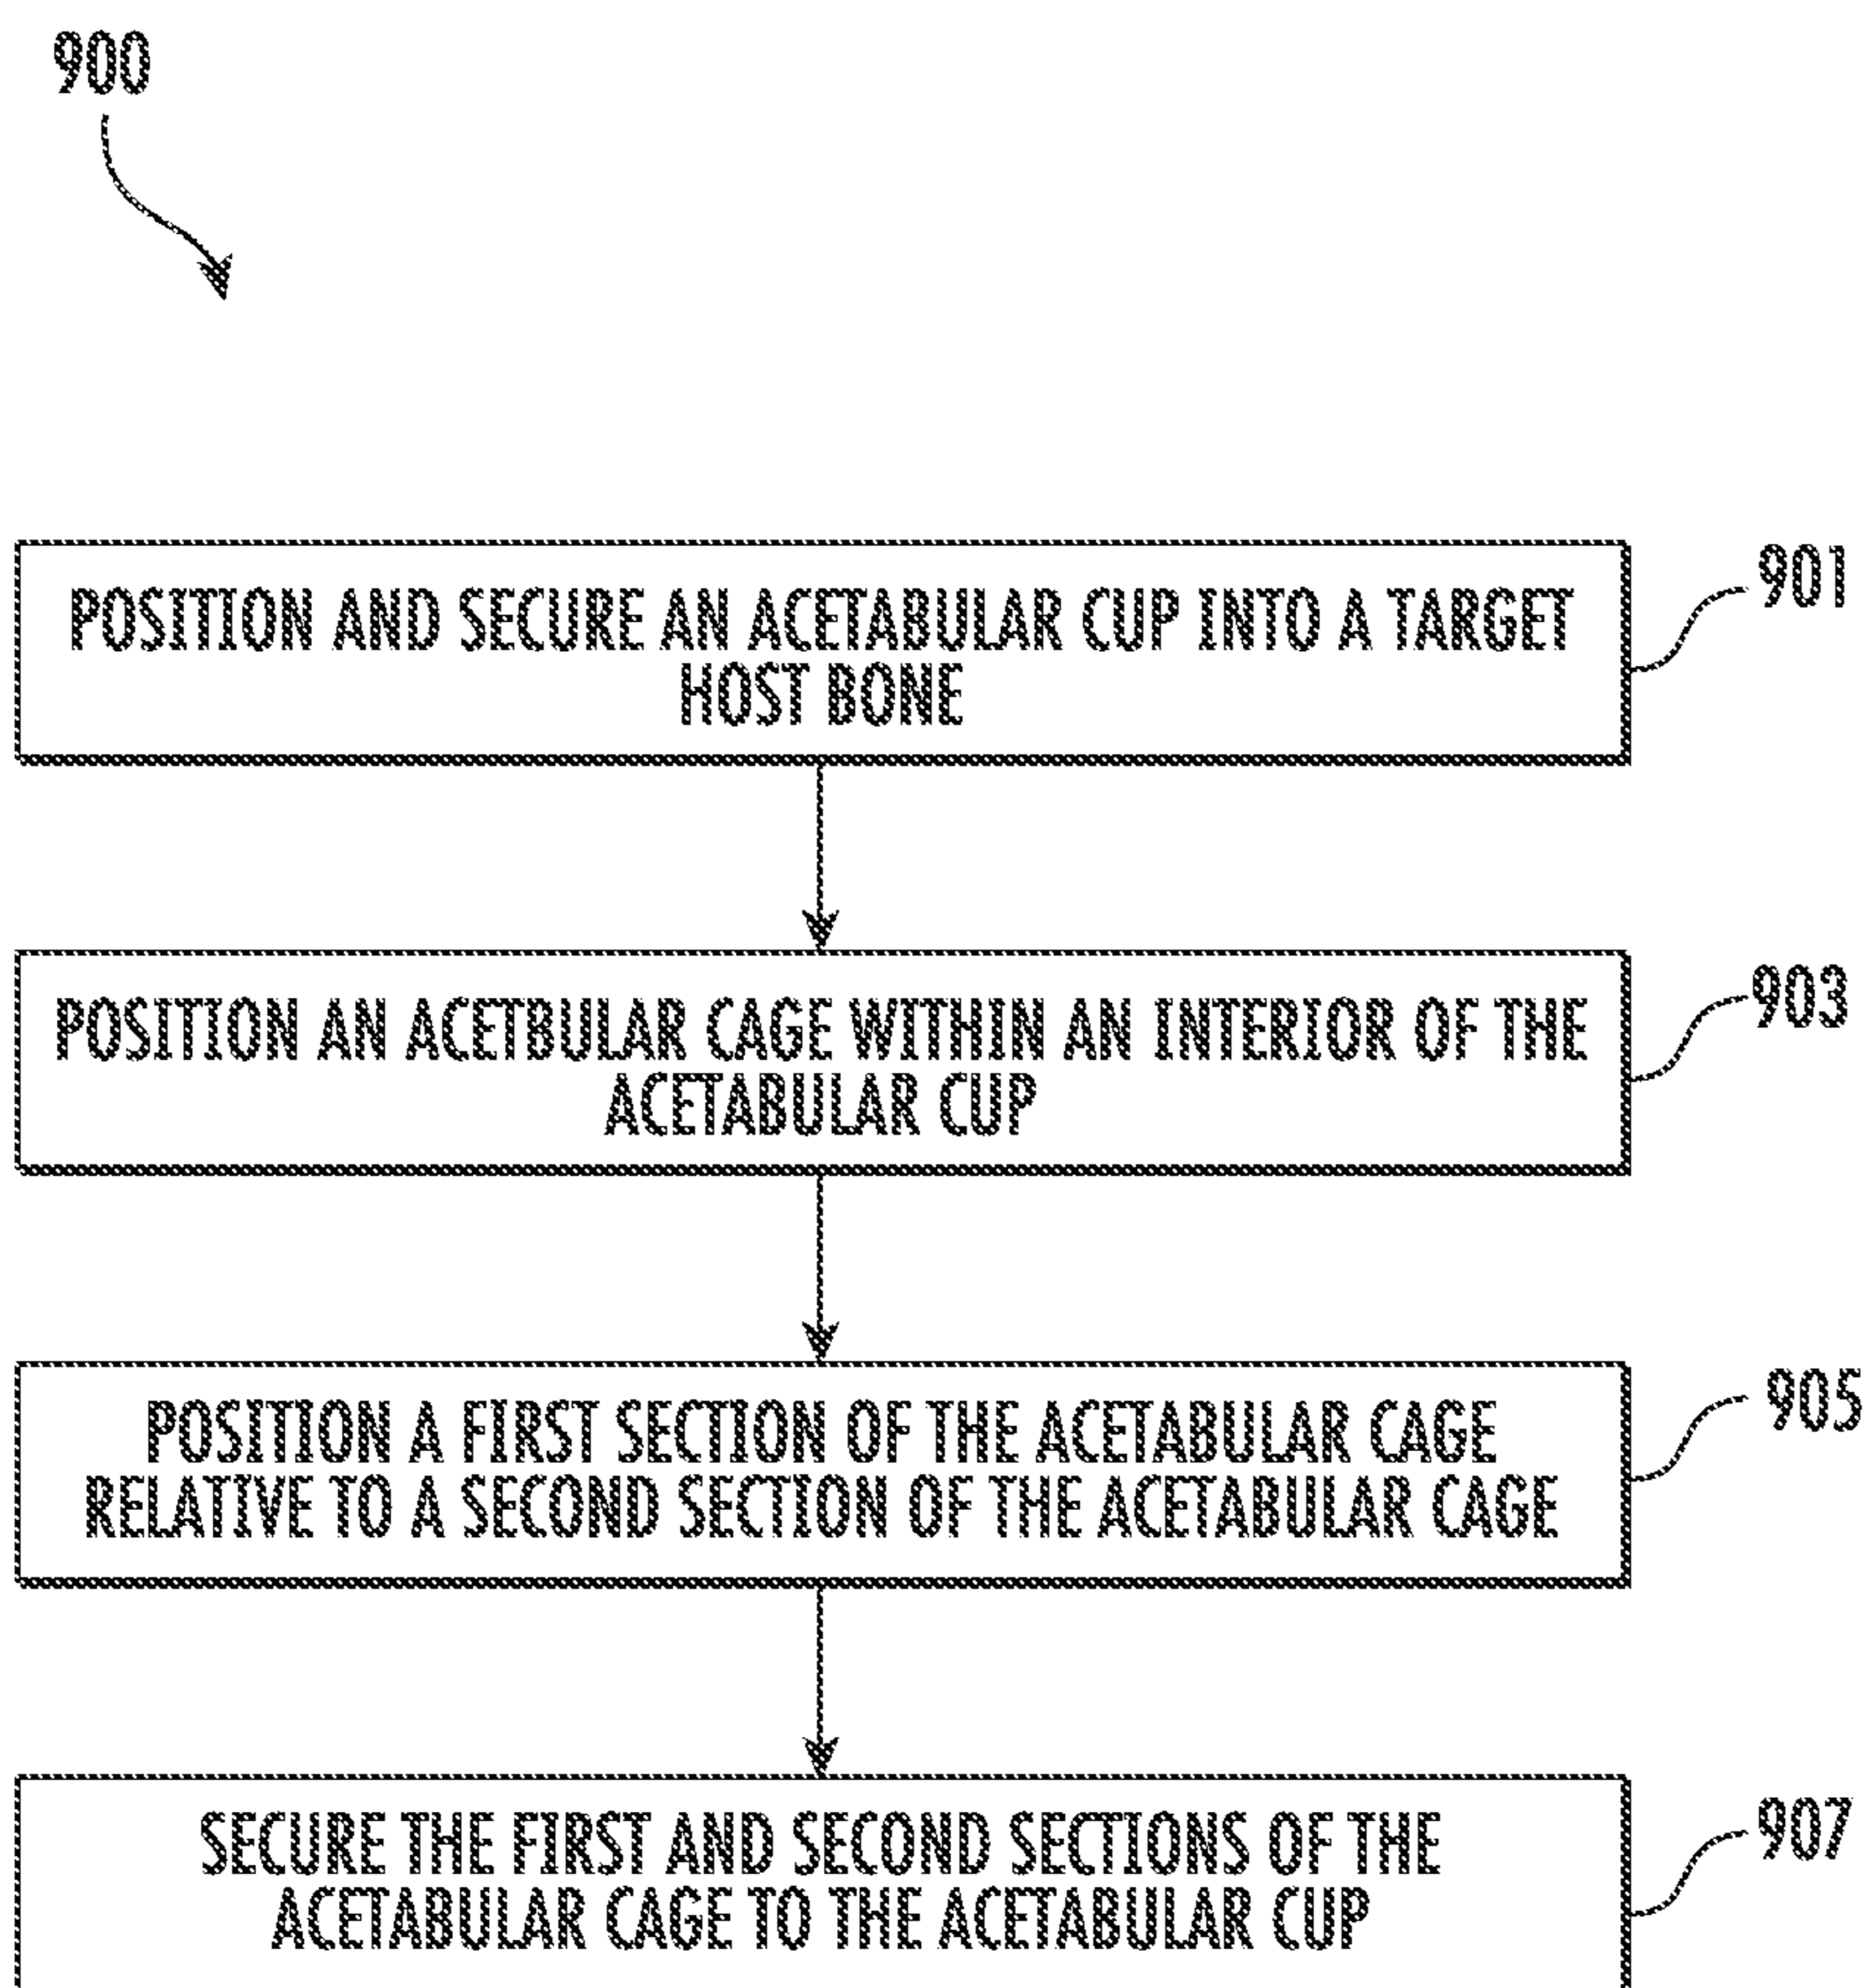 900
POSITION AND SECURE AN ACETABULAR CUP INTO A TARGET
HOST BONE
901
POSITION AN ACETBULAR CAGE WITHIN AN INTERIOR OF THE
ACETABULAR CUP
903
POSITION A FIRST SECTION OF THE ACETABULAR CAGE
RELATIVE TO A SECOND SECTION OF THE ACETABULAR CAGE
905
SECURE THE FIRST AND SECOND SECTIONS OF THE
ACETABULAR CAGE TO THE ACETABULAR CUP
907